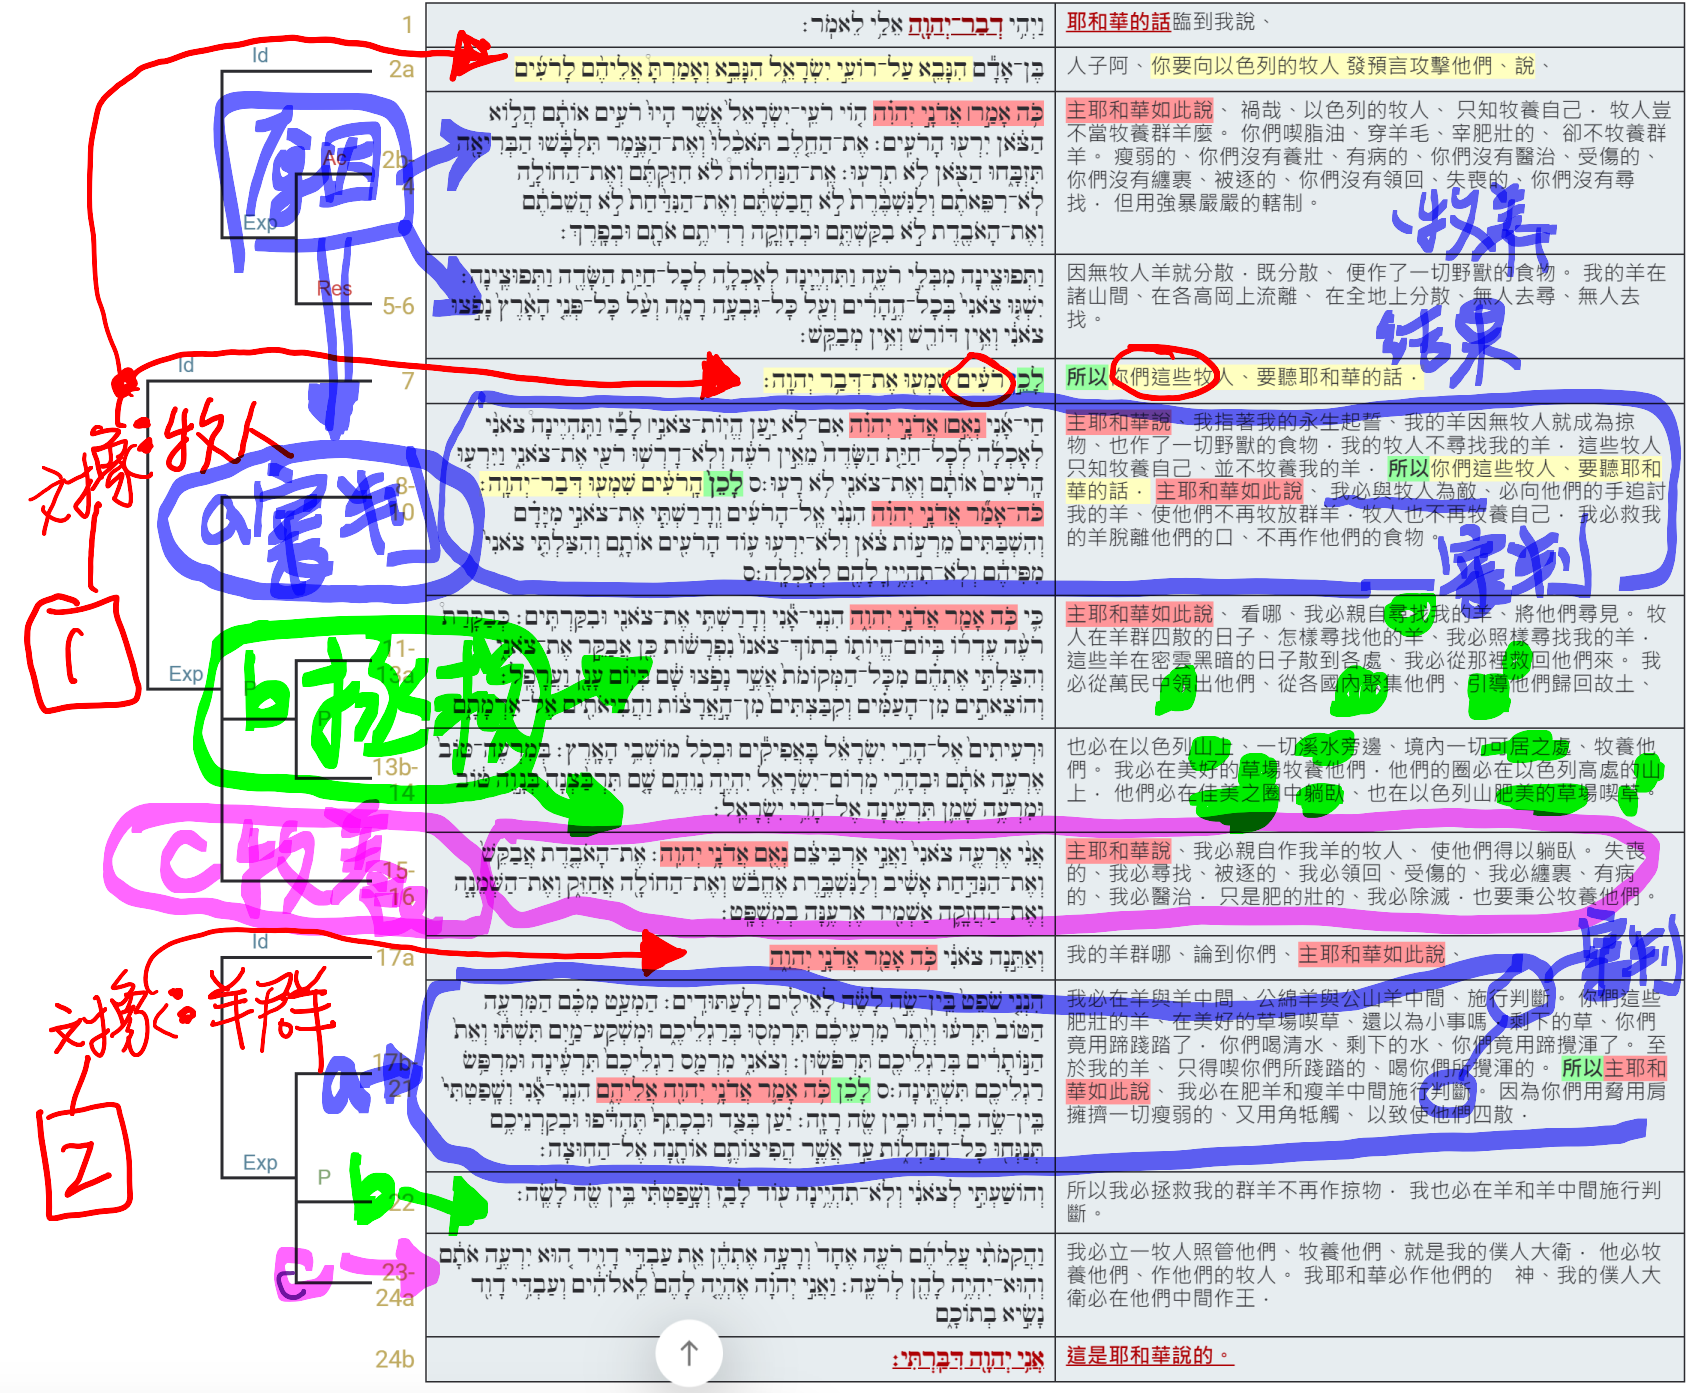 1
וַיְהִ֥י דְבַר־יְהוָ֖ה אֵלַ֥י לֵאמֹֽר׃
耶和華的話臨到我說、
Id
2a
בֶּן־אָדָ֕ם הִנָּבֵ֖א עַל־רוֹעֵ֣י יִשְׂרָאֵ֑ל הִנָּבֵ֣א וְאָמַרְתָּ֩ אֲלֵיהֶ֨ם לָרֹעִ֜ים
人子阿、你要向以色列的牧人 發預言攻擊他們、說、
原因
Ac
2b-
4
Exp
כֹּ֥ה אָמַ֣ר׀ אֲדֹנָ֣י יְהוִ֗ה ה֤וֹי רֹעֵֽי־יִשְׂרָאֵל֙ אֲשֶׁ֤ר הָיוּ֙ רֹעִ֣ים אוֹתָ֔ם הֲל֣וֹא
הַצֹּ֔אן יִרְע֖וּ הָרֹעִֽים׃ אֶת־הַחֵ֤לֶב תֹּאכֵ֙לוּ֙ וְאֶת־הַצֶּ֣מֶר תִּלְבָּ֔שׁוּ הַבְּרִיאָ֖ה
תִּזְבָּ֑חוּ הַצֹּ֖אן לֹ֥א תִרְעֽוּ׃ אֶֽת־הַנַּחְלוֹת֩ לֹ֨א חִזַּקְתֶּ֜ם וְאֶת־הַחוֹלָ֣ה
לֹֽא־רִפֵּאתֶ֗ם וְלַנִּשְׁבֶּ֙רֶת֙ לֹ֣א חֲבַשְׁתֶּ֔ם וְאֶת־הַנִּדַּ֙חַת֙ לֹ֣א הֲשֵׁבֹתֶ֔ם
וְאֶת־הָאֹבֶ֖דֶת לֹ֣א בִקַּשְׁתֶּ֑ם וּבְחָזְקָ֛ה רְדִיתֶ֥ם אֹתָ֖ם וּבְפָֽרֶךְ׃
主耶和華如此說、 禍哉、以色列的牧人、 只知牧養自己． 牧人豈
不當牧養群羊麼。 你們喫脂油、穿羊毛、宰肥壯的、 卻不牧養群
羊。 瘦弱的、你們沒有養壯、有病的、你們沒有醫治、受傷的、
你們沒有纏裹、被逐的、你們沒有領回、失喪的、你們沒有尋
找． 但用強暴嚴嚴的轄制。
牧羊
結果
Res
5-6
וַתְּפוּצֶ֖ינָה מִבְּלִ֣י רֹעֶ֑ה וַתִּהְיֶ֧ינָה לְאָכְלָ֛ה לְכָל־חַיַּ֥ת הַשָּׂדֶ֖ה וַתְּפוּצֶֽינָה׃
יִשְׁגּ֤וּ צֹאנִי֙ בְּכָל־הֶ֣הָרִ֔ים וְעַ֖ל כָּל־גִּבְעָ֣ה רָמָ֑ה וְעַ֨ל כָּל־פְּנֵ֤י הָאָ֙רֶץ֙ נָפֹ֣צוּ
צֹאנִ֔י וְאֵ֥ין דּוֹרֵ֖שׁ וְאֵ֥ין מְבַקֵּֽשׁ׃
因無牧人羊就分散．既分散、 便作了一切野獸的食物。 我的羊在
諸山間、在各高岡上流離、 在全地上分散、無人去尋、無人去
找。
Id
7
לָכֵ֣ן רֹעִ֔ים שִׁמְע֖וּ אֶת־דְּבַ֥ר יְהוָֽה׃
所以你們這些牧人、要聽耶和華的話．
对象:牧人
1
a審判
8-
10
חַי־אָ֜נִי נְאֻ֣ם׀ אֲדֹנָ֣י יְהוִ֗ה אִם־לֹ֣א יַ֣עַן הֱיֽוֹת־צֹאנִ֣י׀ לָבַ֡ז וַתִּֽהְיֶינָה֩ צֹאנִ֨י
לְאָכְלָ֜ה לְכָל־חַיַּ֤ת הַשָּׂדֶה֙ מֵאֵ֣ין רֹעֶ֔ה וְלֹֽא־דָרְשׁ֥וּ רֹעַ֖י אֶת־צֹאנִ֑י וַיִּרְע֤וּ
הָֽרֹעִים֙ אוֹתָ֔ם וְאֶת־צֹאנִ֖י לֹ֥א רָעֽוּ׃ס לָכֵן֙ הָֽרֹעִ֔ים שִׁמְע֖וּ דְּבַר־יְהוָֽה׃
כֹּה־אָמַ֞ר אֲדֹנָ֣י יְהוִ֗ה הִנְנִ֨י אֶֽל־הָרֹעִ֜ים וְֽדָרַשְׁתִּ֧י אֶת־צֹאנִ֣י מִיָּדָ֗ם
וְהִשְׁבַּתִּים֙ מֵרְע֣וֹת צֹ֔אן וְלֹא־יִרְע֥וּ ע֛וֹד הָרֹעִ֖ים אוֹתָ֑ם וְהִצַּלְתִּ֤י צֹאנִי֙
מִפִּיהֶ֔ם וְלֹֽא־תִהְיֶ֥יןָ לָהֶ֖ם לְאָכְלָֽה׃ס
主耶和華說、我指著我的永生起誓、我的羊因無牧人就成為掠
物、也作了一切野獸的食物．我的牧人不尋找我的羊． 這些牧人
只知牧養自己、並不牧養我的羊． 所以你們這些牧人、要聽耶和
華的話． 主耶和華如此說、 我必與牧人為敵、必向他們的手追討
我的羊、使他們不再牧放群羊．牧人也不再牧養自己． 我必救我
的羊脫離他們的口、不再作他們的食物。
審判
Exp
P
P
b拯救
11-
13a
כִּ֛י כֹּ֥ה אָמַ֖ר אֲדֹנָ֣י יְהוִ֑ה הִנְנִי־אָ֕נִי וְדָרַשְׁתִּ֥י אֶת־צֹאנִ֖י וּבִקַּרְתִּֽים׃ כְּבַקָּרַת֩
רֹעֶ֨ה עֶדְר֜וֹ בְּיוֹם־הֱיוֹת֤וֹ בְתוֹךְ־צֹאנוֹ֙ נִפְרָשׁ֔וֹת כֵּ֖ן אֲבַקֵּ֣ר אֶת־צֹאנִ֑י
וְהִצַּלְתִּ֣י אֶתְהֶ֗ם מִכָּל־הַמְּקוֹמֹת֙ אֲשֶׁ֣ר נָפֹ֣צוּ שָׁ֔ם בְּי֥וֹם עָנָ֖ן וַעֲרָפֶֽל׃
וְהוֹצֵאתִ֣ים מִן־הָעַמִּ֗ים וְקִבַּצְתִּים֙ מִן־הָ֣אֲרָצ֔וֹת וַהֲבִיאֹתִ֖ים אֶל־אַדְמָתָ֑ם
主耶和華如此說、 看哪、我必親自尋找我的羊、將他們尋見。 牧
人在羊群四散的日子、怎樣尋找他的羊、 我必照樣尋找我的羊．
這些羊在密雲黑暗的日子散到各處、我必從那裡救回他們來。 我
必從萬民中領出他們、從各國內聚集他們、引導他們歸回故土、
13b-
14
וּרְעִיתִים֙ אֶל־הָרֵ֣י יִשְׂרָאֵ֔ל בָּאֲפִיקִ֕ים וּבְכֹ֖ל מוֹשְׁבֵ֥י הָאָֽרֶץ׃ בְּמִרְעֶה־טּוֹב֙
אֶרְעֶ֣ה אֹתָ֔ם וּבְהָרֵ֥י מְרֽוֹם־יִשְׂרָאֵ֖ל יִהְיֶ֣ה נְוֵהֶ֑ם שָׁ֤ם תִּרְבַּ֙צְנָה֙ בְּנָ֣וֶה טּ֔וֹב
וּמִרְעֶ֥ה שָׁמֵ֛ן תִּרְעֶ֖ינָה אֶל־הָרֵ֥י יִשְׂרָאֵֽל׃
也必在以色列山上、一切溪水旁邊、境內一切可居之處、牧養他
們。 我必在美好的草場牧養他們．他們的圈必在以色列高處的山
上． 他們必在佳美之圈中躺臥、也在以色列山肥美的草場喫草。
c牧養
15-
16
אֲנִ֨י אֶרְעֶ֤ה צֹאנִי֙ וַאֲנִ֣י אַרְבִּיצֵ֔ם נְאֻ֖ם אֲדֹנָ֥י יְהוִֽה׃ אֶת־הָאֹבֶ֤דֶת אֲבַקֵּשׁ֙
וְאֶת־הַנִּדַּ֣חַת אָשִׁ֔יב וְלַנִּשְׁבֶּ֣רֶת אֶחֱבֹ֔שׁ וְאֶת־הַחוֹלָ֖ה אֲחַזֵּ֑ק וְאֶת־הַשְּׁמֵנָ֧ה
וְאֶת־הַחֲזָקָ֛ה אַשְׁמִ֖יד אֶרְעֶ֥נָּה בְמִשְׁפָּֽט׃
主耶和華說、我必親自作我羊的牧人、 使他們得以躺臥。 失喪
的、我必尋找、被逐的、我必領回、受傷的、我必纏裹、有病
的、我必醫治． 只是肥的壯的、我必除滅．也要秉公牧養他們。
Id
17a
וְאַתֵּ֣נָה צֹאנִ֔י כֹּ֥ה אָמַ֖ר אֲדֹנָ֣י יְהוִ֑ה
我的羊群哪、論到你們、 主耶和華如此說、
審判
对象:羊群
2
a
17b-
21
הִנְנִ֤י שֹׁפֵט֙ בֵּֽין־שֶׂ֣ה לָשֶׂ֔ה לָאֵילִ֖ים וְלָעַתּוּדִֽים׃ הַמְעַ֣ט מִכֶּ֗ם הַמִּרְעֶ֤ה
הַטּוֹב֙ תִּרְע֔וּ וְיֶ֙תֶר֙ מִרְעֵיכֶ֔ם תִּרְמְס֖וּ בְּרַגְלֵיכֶ֑ם וּמִשְׁקַע־מַ֣יִם תִּשְׁתּ֔וּ וְאֵת֙
הַנּ֣וֹתָרִ֔ים בְּרַגְלֵיכֶ֖ם תִּרְפֹּשֽׂוּן׃ וְצֹאנִ֑י מִרְמַ֤ס רַגְלֵיכֶם֙ תִּרְעֶ֔ינָה וּמִרְפַּ֥שׂ
רַגְלֵיכֶ֖ם תִּשְׁתֶּֽינָה׃ס לָכֵ֗ן כֹּ֥ה אָמַ֛ר אֲדֹנָ֥י יְהוִ֖ה אֲלֵיהֶ֑ם הִנְנִי־אָ֕נִי וְשָֽׁפַטְתִּי֙
בֵּֽין־שֶׂ֣ה בִרְיָ֔ה וּבֵ֥ין שֶׂ֖ה רָזָֽה׃ יַ֗עַן בְּצַ֤ד וּבְכָתֵף֙ תֶּהְדֹּ֔פוּ וּבְקַרְנֵיכֶ֥ם
תְּנַגְּח֖וּ כָּל־הַנַּחְל֑וֹת עַ֣ד אֲשֶׁ֧ר הֲפִיצוֹתֶ֛ם אוֹתָ֖נָה אֶל־הַחֽוּצָה׃
我必在羊與羊中間、公綿羊與公山羊中間、施行判斷。 你們這些
肥壯的羊、在美好的草場喫草、還以為小事嗎、剩下的草、你們
竟用蹄踐踏了． 你們喝清水、剩下的水、你們竟用蹄攪渾了。 至
於我的羊、 只得喫你們所踐踏的、喝你們所攪渾的。 所以主耶和
華如此說、 我必在肥羊和瘦羊中間施行判斷。 因為你們用脅用肩
擁擠一切瘦弱的、又用角牴觸、 以致使他們四散．
Exp
P
b
22
וְהוֹשַׁעְתִּ֣י לְצֹאנִ֔י וְלֹֽא־תִהְיֶ֥ינָה ע֖וֹד לָבַ֑ז וְשָׁ֣פַטְתִּ֔י בֵּ֥ין שֶׂ֖ה לָשֶֽׂה׃
所以我必拯救我的群羊不再作掠物． 我也必在羊和羊中間施行判
斷。
c
23-
24a
וַהֲקִמֹתִ֨י עֲלֵיהֶ֜ם רֹעֶ֤ה אֶחָד֙ וְרָעָ֣ה אֶתְהֶ֔ן אֵ֖ת עַבְדִּ֣י דָוִ֑יד ה֚וּא יִרְעֶ֣ה אֹתָ֔ם
וְהֽוּא־יִהְיֶ֥ה לָהֶ֖ן לְרֹעֶֽה׃ וַאֲנִ֣י יְהוָ֗ה אֶהְיֶ֤ה לָהֶם֙ לֵֽאלֹהִ֔ים וְעַבְדִּ֥י דָוִ֖ד
נָשִׂ֣יא בְתוֹכָ֑ם
我必立一牧人照管他們、牧養他們、就是我的僕人大衛． 他必牧
養他們、作他們的牧人。 我耶和華必作他們的　神、我的僕人大
衛必在他們中間作王．
24b
אֲנִ֥י יְהוָ֖ה דִּבַּֽרְתִּי׃
這是耶和華說的。